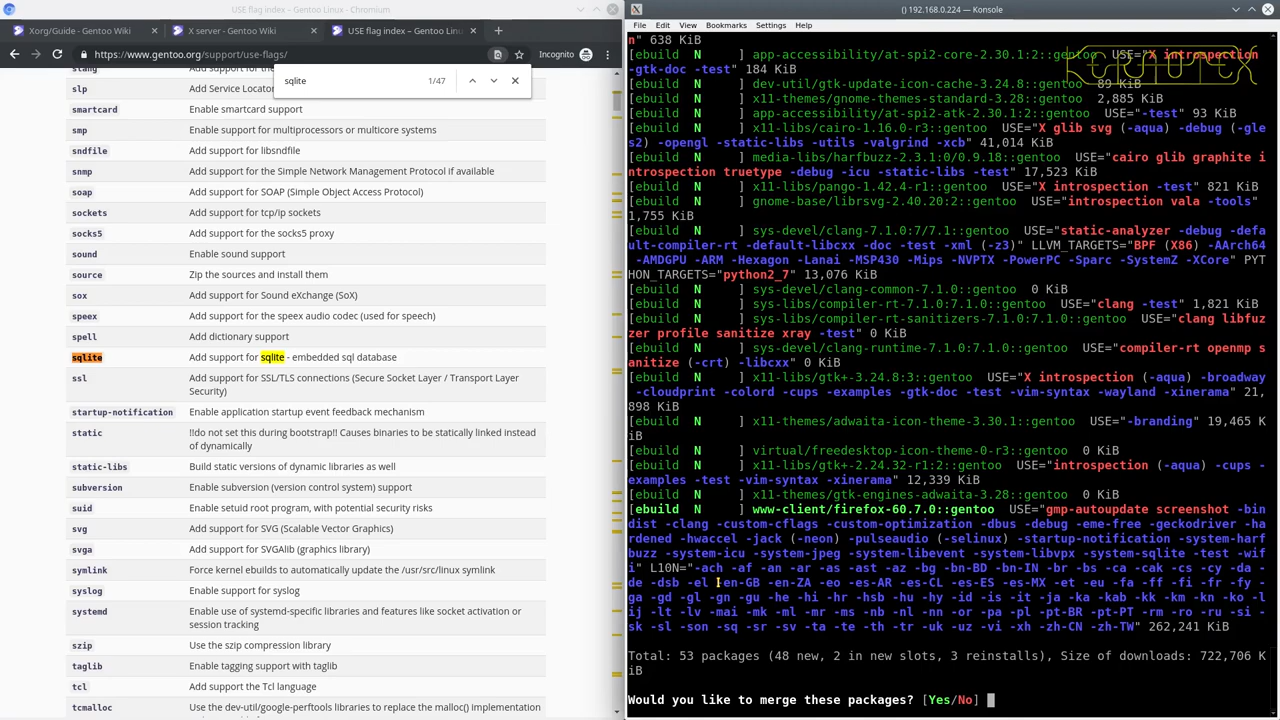 USE flag index – Gentoo Linux - Chromium
Xorg/Guide - Gentoo Wiki
X server - Gentoo Wiki
USE flag index – Gentoo Linu
https://www.gentoo.org/support/use-flags/
Incognito
sqlite 1/47
slang
slp Add Service Locator
smartcard Enable smartcard support
smp Enable support for multiprocessors or multicore systems
sndfile Add support for libsndfile
snmp Add support for the Simple Network Management Protocol if available
soap Add support for SOAP (Simple Object Access Protocol)
sockets Add support for tcp/ip sockets
socks5 Add support for the socks5 proxy
sound Enable sound support
source Zip the sources and install them
sox Add support for Sound eXchange (SoX)
speex Add support for the speex audio codec (used for speech)
spell Add dictionary support
sqlite Add support for sqlite - embedded sql database
ssl Add support for SSL/TLS connections (Secure Socket Layer / Transport Layer
Security)
startup-notification Enable application startup event feedback mechanism
static !!do not set this during bootstrap!! Causes binaries to be statically linked instead
of dynamically
static-libs Build static versions of dynamic libraries as well
subversion Enable subversion (version control system) support
suid Enable setuid root program, with potential security risks
svg Add support for SVG (Scalable Vector Graphics)
svga Add support for SVGAlib (graphics library)
symlink Force kernel ebuilds to automatically update the /usr/src/linux symlink
syslog Enable support for syslog
systemd Enable use of systemd-specific libraries and features like socket activation or
session tracking
szip Use the szip compression library
taglib Enable tagging support with taglib
tcl Add support the Tcl language
tcmalloc Use the dev-util/google-perftools libraries to replace the malloc() implementation
() 192.168.0.224 — Konsole
File Edit View Bookmarks Settings Help
n" 638 KiB
[ebuild N ] app-accessibility/at-spi2-core-2.30.1:2::gentoo USE="X introspection
-gtk-doc -test" 184 KiB
[ebuild N ] dev-util/gtk-update-icon-cache-3.24.8::gentoo 89 KiB
[ebuild N ] x11-themes/gnome-themes-standard-3.28::gentoo 2,885 KiB
[ebuild N ] app-accessibility/at-spi2-atk-2.30.1:2::gentoo USE="-test" 93 KiB
[ebuild N ] x11-libs/cairo-1.16.0-r3::gentoo USE="X glib svg (-aqua) -debug (-gle
s2) -opengl -static-libs -utils -valgrind -xcb" 41,014 KiB
[ebuild N ] media-libs/harfbuzz-2.3.1:0/0.9.18::gentoo USE="cairo glib graphite i
ntrospection truetype -debug -icu -static-libs -test" 17,523 KiB
[ebuild N ] x11-libs/pango-1.42.4-r1::gentoo USE="X introspection -test" 821 KiB
[ebuild N ] gnome-base/librsvg-2.40.20:2::gentoo USE="introspection vala -tools"
1,755 KiB
[ebuild N ] sys-devel/clang-7.1.0:7/7.1::gentoo USE="static-analyzer -debug -defa
ult-compiler-rt -default-libcxx -doc -test -xml (-z3)" LLVM_TARGETS="BPF (X86) -AArch64
-AMDGPU -ARM -Hexagon -Lanai -MSP430 -Mips -NVPTX -PowerPC -Sparc -SystemZ -XCore" PYT
HON_TARGETS="python2_7" 13,076 KiB
[ebuild N ] sys-devel/clang-common-7.1.0::gentoo 0 KiB
[ebuild N ] sys-libs/compiler-rt-7.1.0:7.1.0::gentoo USE="clang -test" 1,821 KiB
[ebuild N ] sys-libs/compiler-rt-sanitizers-7.1.0:7.1.0::gentoo USE="clang libfuz
zer profile sanitize xray -test" 0 KiB
[ebuild N ] sys-devel/clang-runtime-7.1.0:7.1.0::gentoo USE="compiler-rt openmp s
anitize (-crt) -libcxx" 0 KiB
[ebuild N ] x11-libs/gtk+-3.24.8:3::gentoo USE="X introspection (-aqua) -broadway
-cloudprint -colord -cups -examples -gtk-doc -test -vim-syntax -wayland -xinerama" 21,
898 KiB
[ebuild N ] x11-themes/adwaita-icon-theme-3.30.1::gentoo USE="-branding" 19,465 K
iB
[ebuild N ] virtual/freedesktop-icon-theme-0-r3::gentoo 0 KiB
[ebuild N ] x11-libs/gtk+-2.24.32-r1:2::gentoo USE="introspection (-aqua) -cups -
examples -test -vim-syntax -xinerama" 12,339 KiB
[ebuild N ] x11-themes/gtk-engines-adwaita-3.28::gentoo 0 KiB
[ebuild N ] www-client/firefox-60.7.0::gentoo USE="gmp-autoupdate screenshot -bin
dist -clang -custom-cflags -custom-optimization -dbus -debug -eme-free -geckodriver -ha
rdened -hwaccel -jack (-neon) -pulseaudio (-selinux) -startup-notification -system-harf
buzz -system-icu -system-jpeg -system-libevent -system-libvpx -system-sqlite -test -wif
i" L10N="-ach -af -an -ar -as -ast -az -bg -bn-BD -bn-IN -br -bs -ca -cak -cs -cy -da -
de -dsb -el -en-GB -en-ZA -eo -es-AR -es-CL -es-ES -es-MX -et -eu -fa -ff -fi -fr -fy -
ga -gd -gl -gn -gu -he -hi -hr -hsb -hu -hy -id -is -it -ja -ka -kab -kk -km -kn -ko -l
ij -lt -lv -mai -mk -ml -mr -ms -nb -nl -nn -or -pa -pl -pt-BR -pt-PT -rm -ro -ru -si -
sk -sl -son -sq -sr -sv -ta -te -th -tr -uk -uz -vi -xh -zh-CN -zh-TW" 262,241 KiB
Total: 53 packages (48 new, 2 in new slots, 3 reinstalls), Size of downloads: 722,706 K
iB
Would you like to merge these packages? [Yes/No]